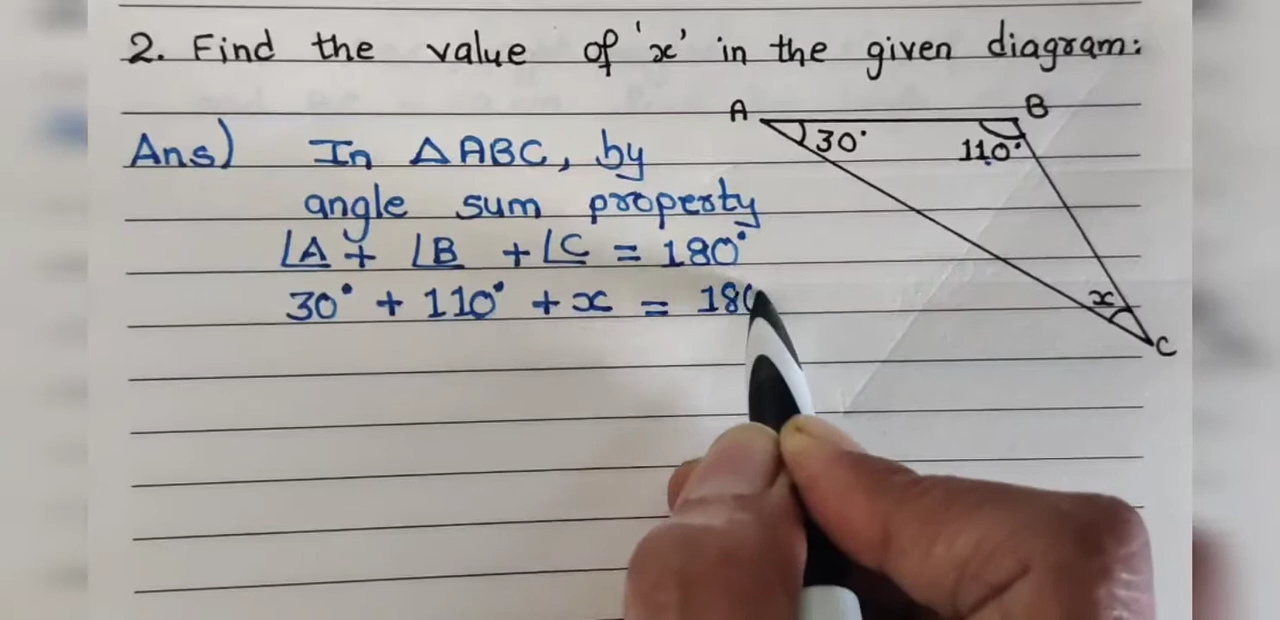 2. Find the value of 'x' in the given diagram:
A
B
30°
110°
Ans) In △ABC, by
angle sum property
∠A + ∠B + ∠C = 180°
30° + 110° + x = 180
x
C